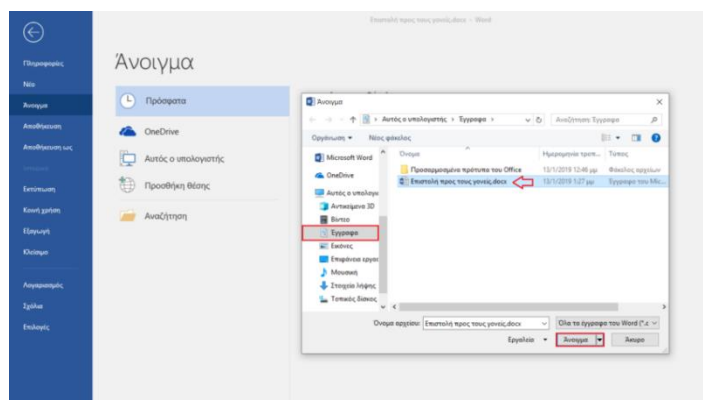 Επιστολή προς τους γονείς.docx - Word
Πληροφορίες
Νέο
Άνοιγμα
Αποθήκευση
Αποθήκευση ως
Εκτύπωση
Κοινή χρήση
Εξαγωγή
Κλείσιμο
Λογαριασμός
Σχόλια
Επιλογές
Άνοιγμα
Πρόσφατα
OneDrive
Αυτός ο υπολογιστής
Προσθήκη θέσης
Αναζήτηση
Άνοιγμα
Αυτός ο υπολογιστής › Έγγραφα ›
Αναζήτηση Έγγραφα
Οργάνωση
Νέος φάκελος
Microsoft Word
OneDrive
Αυτός ο υπολογι
Αντικείμενα 3D
Βίντεο
Έγγραφα
Εικόνες
Επιφάνεια εργασ
Μουσική
Στοιχεία λήψης
Τοπικός δίσκος
Όνομα Ημερομηνία τροπ... Τύπος
Προσαρμοσμένα πρότυπα του Office 13/1/2019 12:46 μμ Φάκελος αρχείων
Επιστολή προς τους γονείς.docx 13/1/2019 1:27 μμ Έγγραφο του Mic...
Όνομα αρχείου: Επιστολή προς τους γονείς.docx
Όλα τα έγγραφα του Word (*.d
Εργαλεία Άνοιγμα Άκυρο